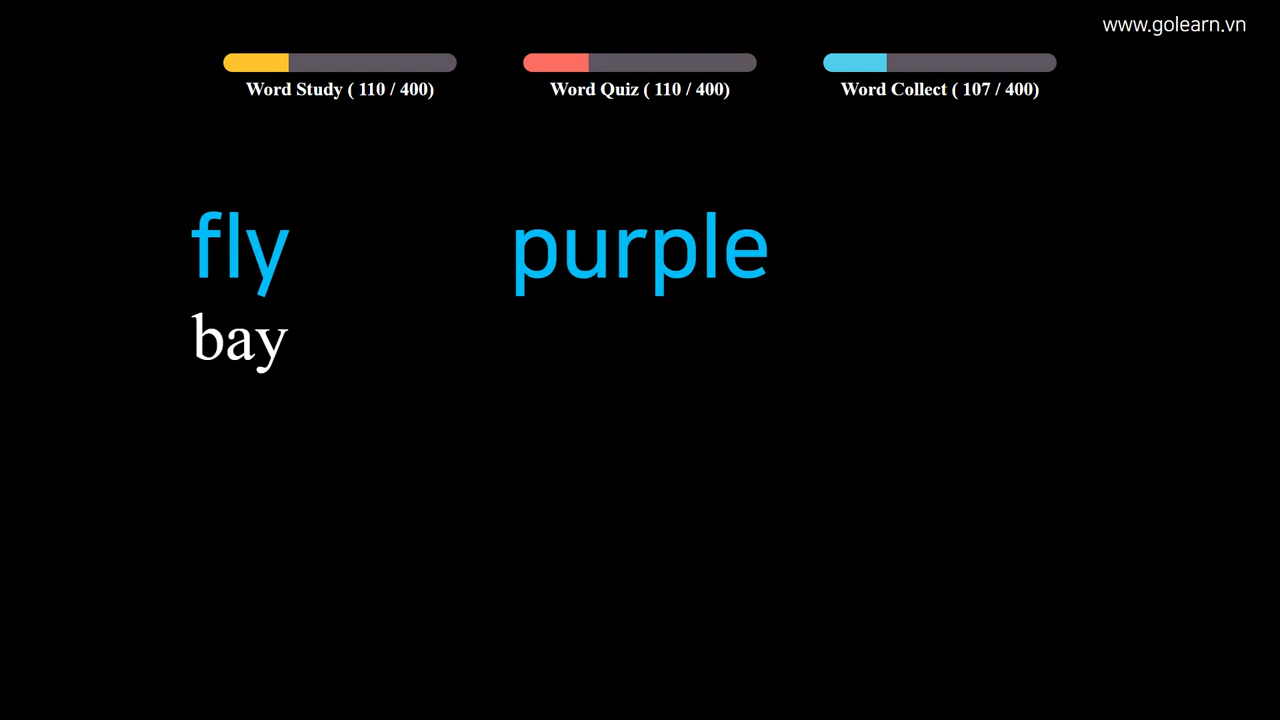 www.golearn.vn
Word Study ( 110 / 400)
Word Quiz ( 110 / 400)
Word Collect ( 107 / 400)
fly
purple
bay